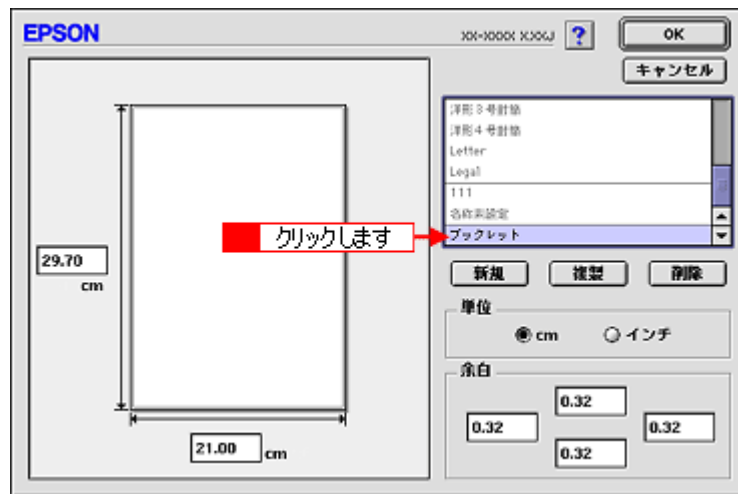 EPSON
?
OK
キャンセル
洋形3号封筒
洋形4号封筒
Letter
Legal
111
名称未設定
クリックします
ブックレット
29.70
cm
新規
複製
削除
単位
cm
インチ
余白
0.32
0.32
0.32
0.32
21.00
cm